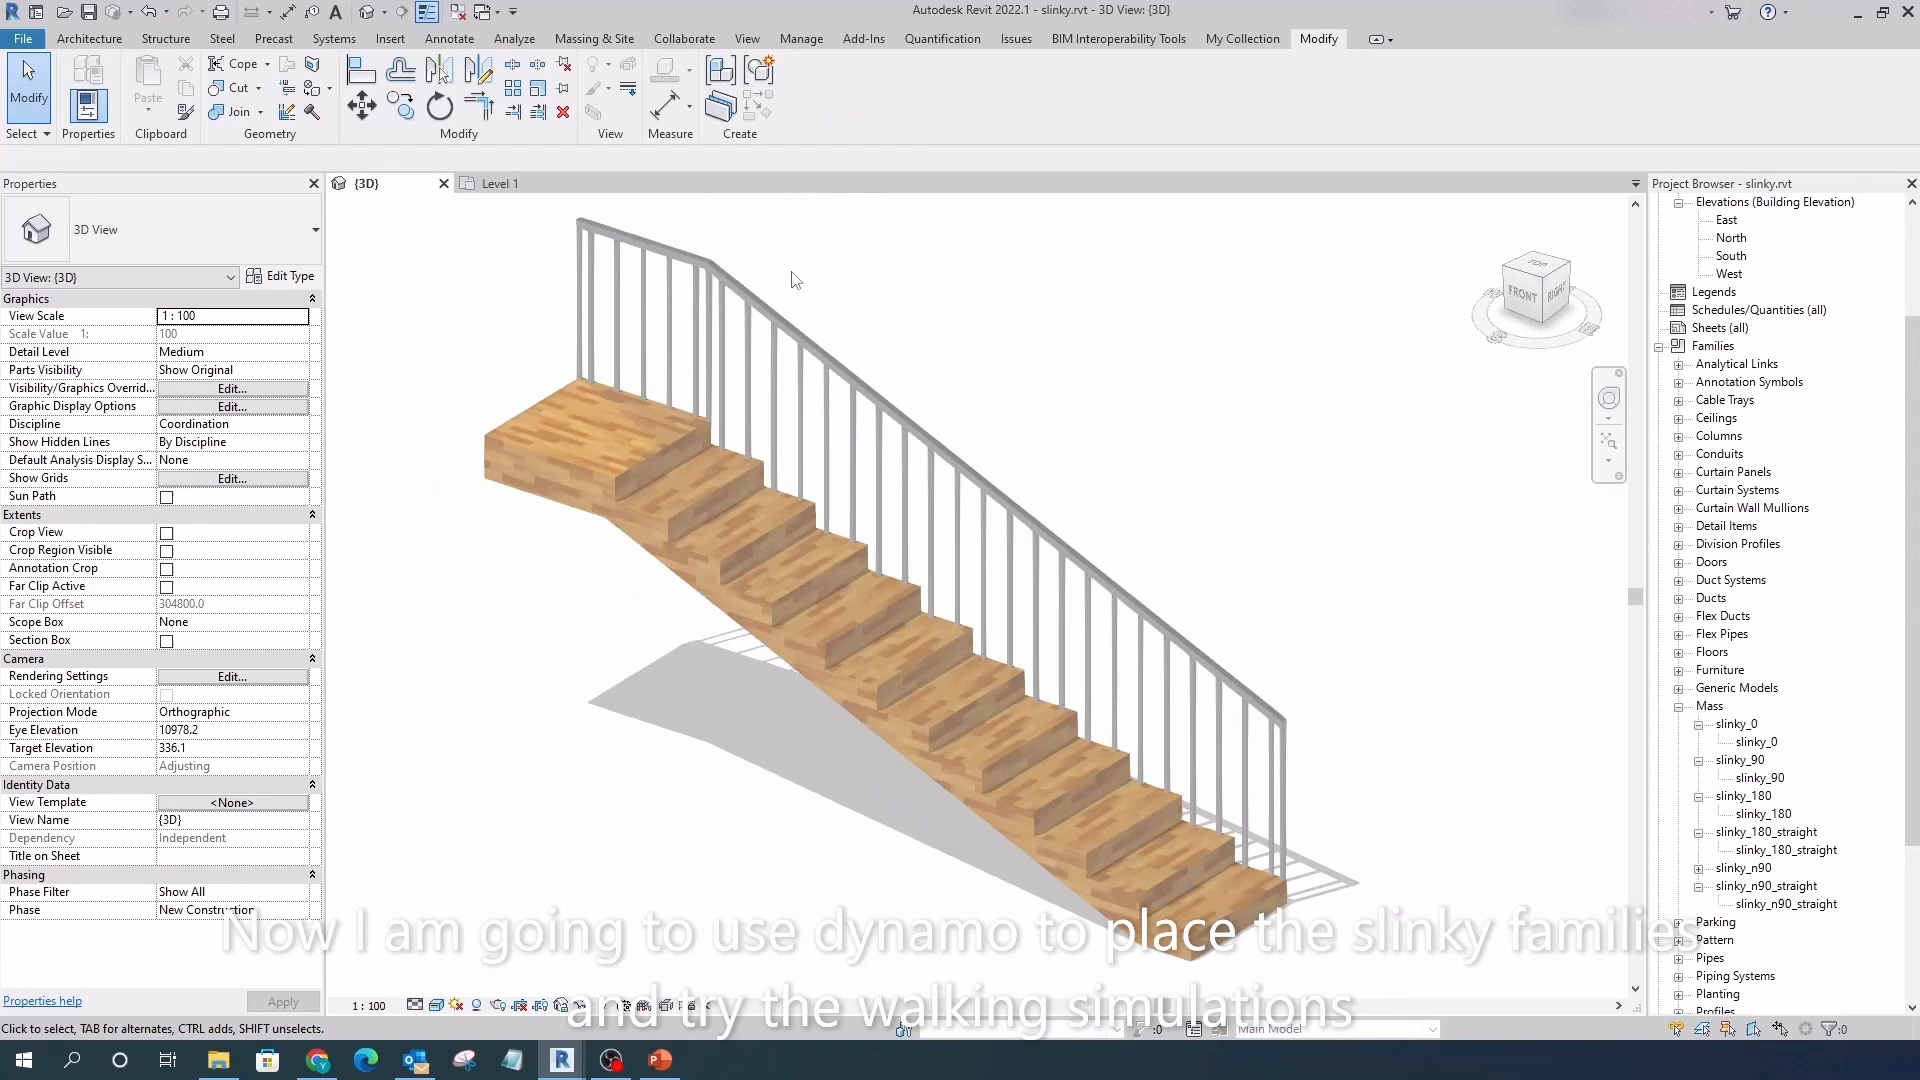 Autodesk Revit 2022.1 - slinky.rvt - 3D View: {3D}
File Architecture Structure Steel Precast Systems Insert Annotate Analyze Massing & Site Collaborate View Manage Add-Ins Quantification Issues BIM Interoperability Tools My Collection Modify
Modify Paste Cope
Cut
Join
Select Properties Clipboard Geometry Modify View Measure Create
Properties
3D View
3D View: {3D} Edit Type
Graphics
View Scale 1 : 100
Scale Value 1: 100
Detail Level Medium
Parts Visibility Show Original
Visibility/Graphics Overrid... Edit...
Graphic Display Options Edit...
Discipline Coordination
Show Hidden Lines By Discipline
Default Analysis Display S... None
Show Grids Edit...
Sun Path
Extents
Crop View
Crop Region Visible
Annotation Crop
Far Clip Active
Far Clip Offset 304800.0
Scope Box None
Section Box
Camera
Rendering Settings Edit...
Locked Orientation
Projection Mode Orthographic
Eye Elevation 10978.2
Target Elevation 336.1
Camera Position Adjusting
Identity Data
View Template <None>
View Name {3D}
Dependency Independent
Title on Sheet
Phasing
Phase Filter Show All
Phase New Construction
Properties help Apply
{3D} Level 1
TOP
FRONT RIGHT
Project Browser - slinky.rvt
Elevations (Building Elevation)
East
North
South
West
Legends
Schedules/Quantities (all)
Sheets (all)
Families
Analytical Links
Annotation Symbols
Cable Trays
Ceilings
Columns
Conduits
Curtain Panels
Curtain Systems
Curtain Wall Mullions
Detail Items
Division Profiles
Doors
Duct Systems
Ducts
Flex Ducts
Flex Pipes
Floors
Furniture
Generic Models
Mass
slinky_0
slinky_0
slinky_90
slinky_90
slinky_180
slinky_180
slinky_180_straight
slinky_180_straight
slinky_n90
slinky_n90_straight
slinky_n90_straight
Parking
Pattern
Pipes
Piping Systems
Planting
Profiles
Now I am going to use dynamo to place the slinky families
and try the walking simulations
1 : 100
Click to select, TAB for alternates, CTRL adds, SHIFT unselects.
:0 Main Model :0